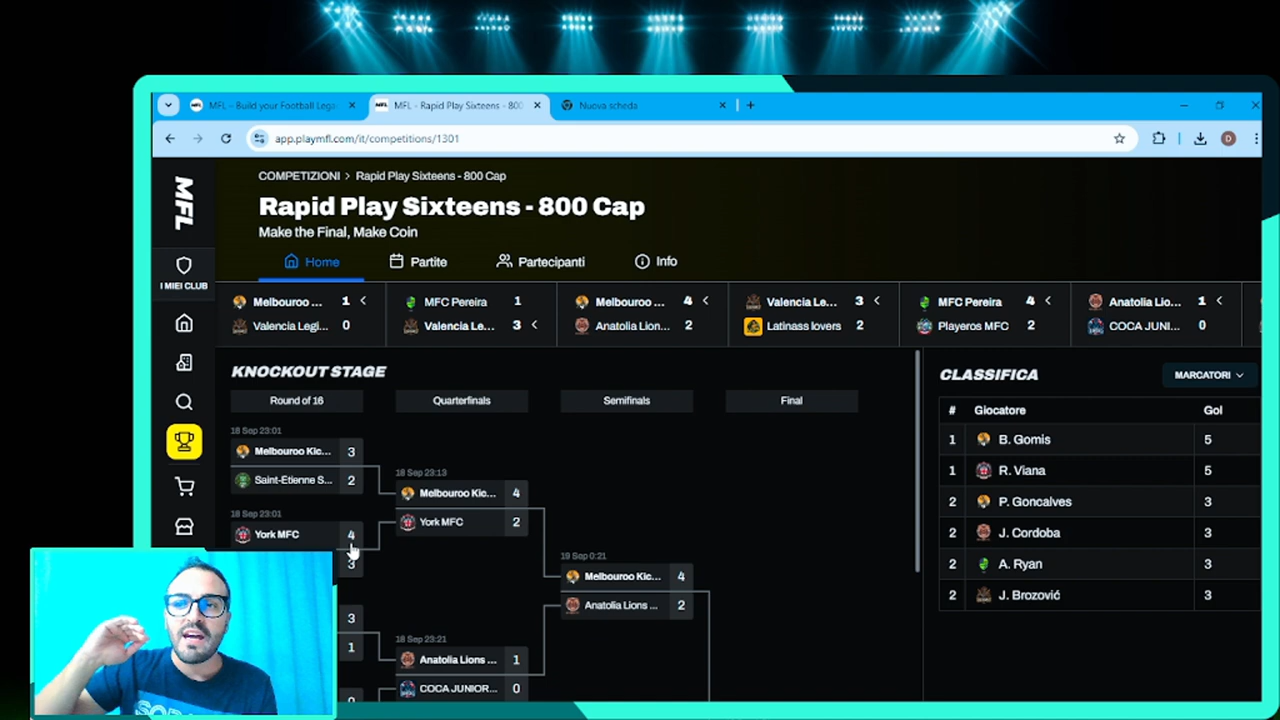 MFL – Build your Football Lega
MFL - Rapid Play Sixteens - 800
Nuova scheda
app.playmfl.com/it/competitions/1301
D
MFL
COMPETIZIONI > Rapid Play Sixteens - 800 Cap
Rapid Play Sixteens - 800 Cap
Make the Final, Make Coin
Home
Partite
Partecipanti
Info
I MIEI CLUB
Melbouroo ... 1
Valencia Legi... 0
MFC Pereira 1
Valencia Le... 3
Melbouroo ... 4
Anatolia Lion... 2
Valencia Le... 3
Latinass lovers 2
MFC Pereira 4
Playeros MFC 2
Anatolia Lio... 1
COCA JUNI... 0
KNOCKOUT STAGE
Round of 16
Quarterfinals
Semifinals
Final
18 Sep 23:01
Melbouroo Kic... 3
Saint-Etienne S... 2
18 Sep 23:01
York MFC 4
3
3
1
18 Sep 23:13
Melbouroo Kic... 4
York MFC 2
18 Sep 23:21
Anatolia Lions ... 1
COCA JUNIOR... 0
19 Sep 0:21
Melbouroo Kic... 4
Anatolia Lions ... 2
CLASSIFICA
MARCATORI
# Giocatore Gol
1 B. Gomis 5
1 R. Viana 5
2 P. Goncalves 3
2 J. Cordoba 3
2 A. Ryan 3
2 J. Brozović 3